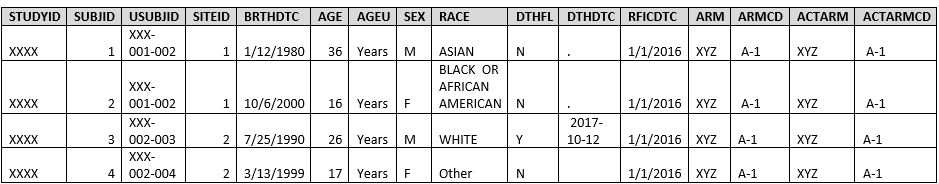 STUDYID SUBJID USUBJID SITEID BRTHDTC AGE AGEU SEX RACE DTHFL DTHDTC RFICDTC ARM ARMCD ACTARM ACTARMCD
XXXX 1 XXX-001-002 1 1/12/1980 36 Years M ASIAN N . 1/1/2016 XYZ A-1 XYZ A-1
XXXX 2 XXX-001-002 1 10/6/2000 16 Years F BLACK OR AFRICAN AMERICAN N . 1/1/2016 XYZ A-1 XYZ A-1
XXXX 3 XXX-002-003 2 7/25/1990 26 Years M WHITE Y 2017-10-12 1/1/2016 XYZ A-1 XYZ A-1
XXXX 4 XXX-002-004 2 3/13/1999 17 Years F Other N 1/1/2016 XYZ A-1 XYZ A-1